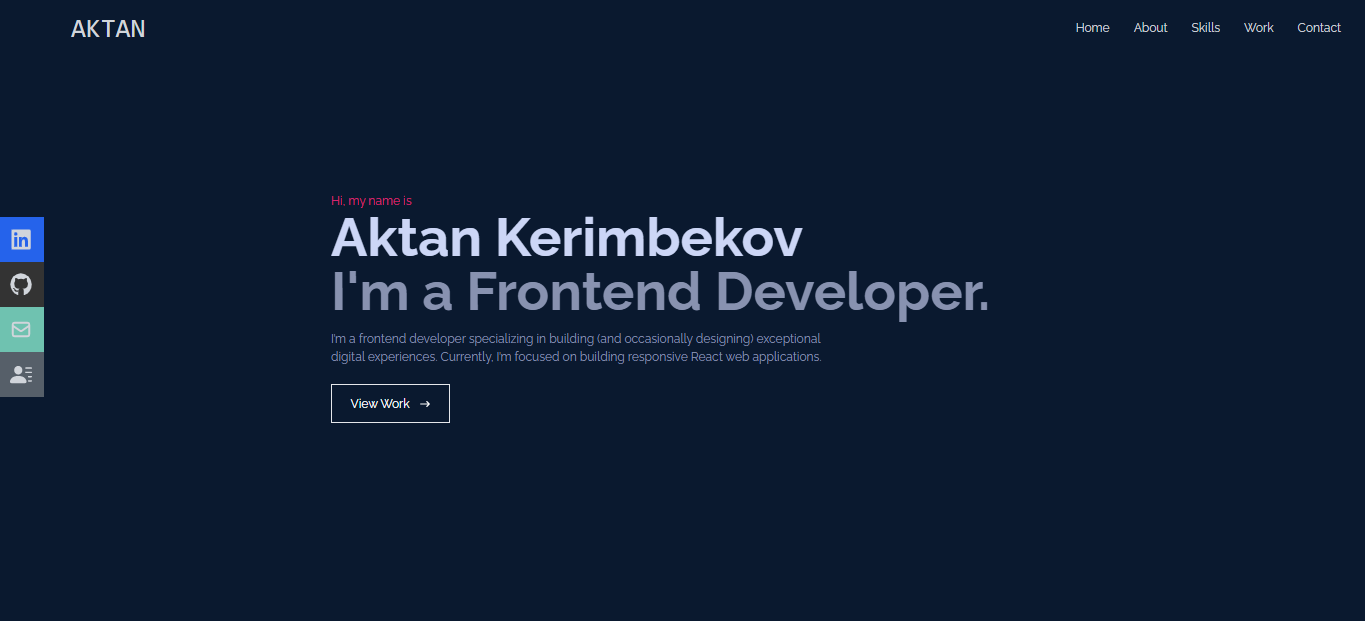 AKTAN
Home About Skills Work Contact
Hi, my name is
Aktan Kerimbekov
I'm a Frontend Developer.
I'm a frontend developer specializing in building (and occasionally designing) exceptional
digital experiences. Currently, I'm focused on building responsive React web applications.
View Work →
in